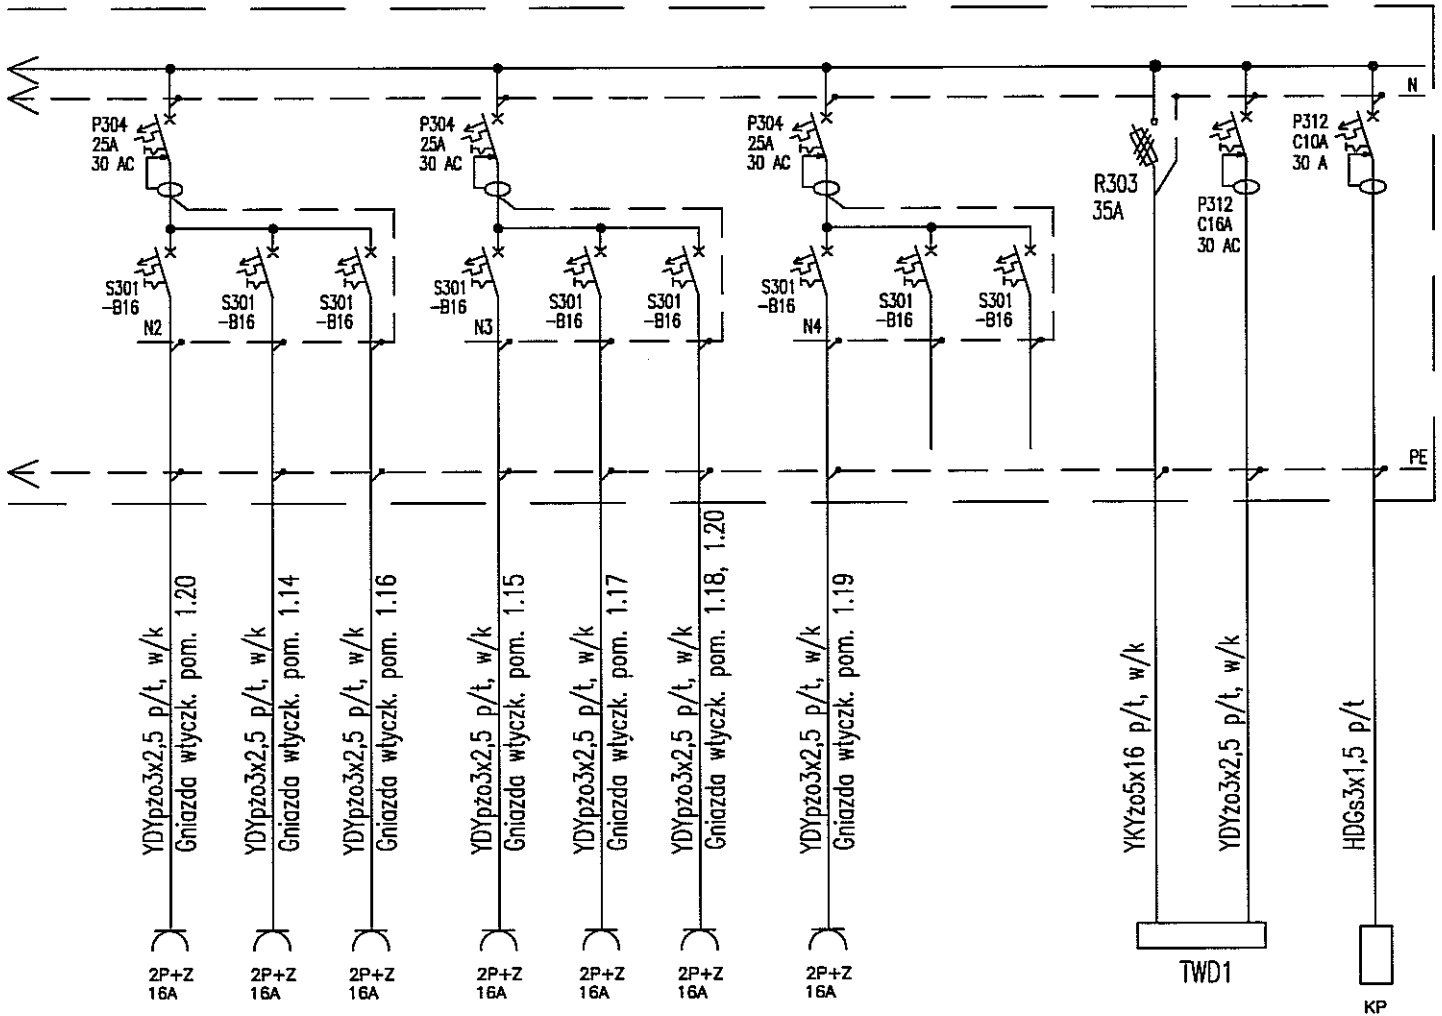 N
P304
25A
30 AC
P304
25A
30 AC
P304
25A
30 AC
R303
35A
P312
C16A
30 AC
P312
C10A
30 A
S301
-B16
S301
-B16
S301
-B16
S301
-B16
S301
-B16
S301
-B16
S301
-B16
S301
-B16
S301
-B16
N2
N3
N4
PE
YDYpżo3x2,5 p/t, w/k
Gniazda wtyczk. pom. 1.20
YDYpżo3x2,5 p/t, w/k
Gniazda wtyczk. pom. 1.14
YDYpżo3x2,5 p/t, w/k
Gniazda wtyczk. pom. 1.16
YDYpżo3x2,5 p/t, w/k
Gniazda wtyczk. pom. 1.15
YDYpżo3x2,5 p/t, w/k
Gniazda wtyczk. pom. 1.17
YDYpżo3x2,5 p/t, w/k
Gniazda wtyczk. pom. 1.18, 1.20
YDYpżo3x2,5 p/t, w/k
Gniazda wtyczk. pom. 1.19
YKYżo5x16 p/t, w/k
YDYżo3x2,5 p/t, w/k
HDGs3x1,5 p/t
2P+Z
16A
2P+Z
16A
2P+Z
16A
2P+Z
16A
2P+Z
16A
2P+Z
16A
2P+Z
16A
TWD1
KP